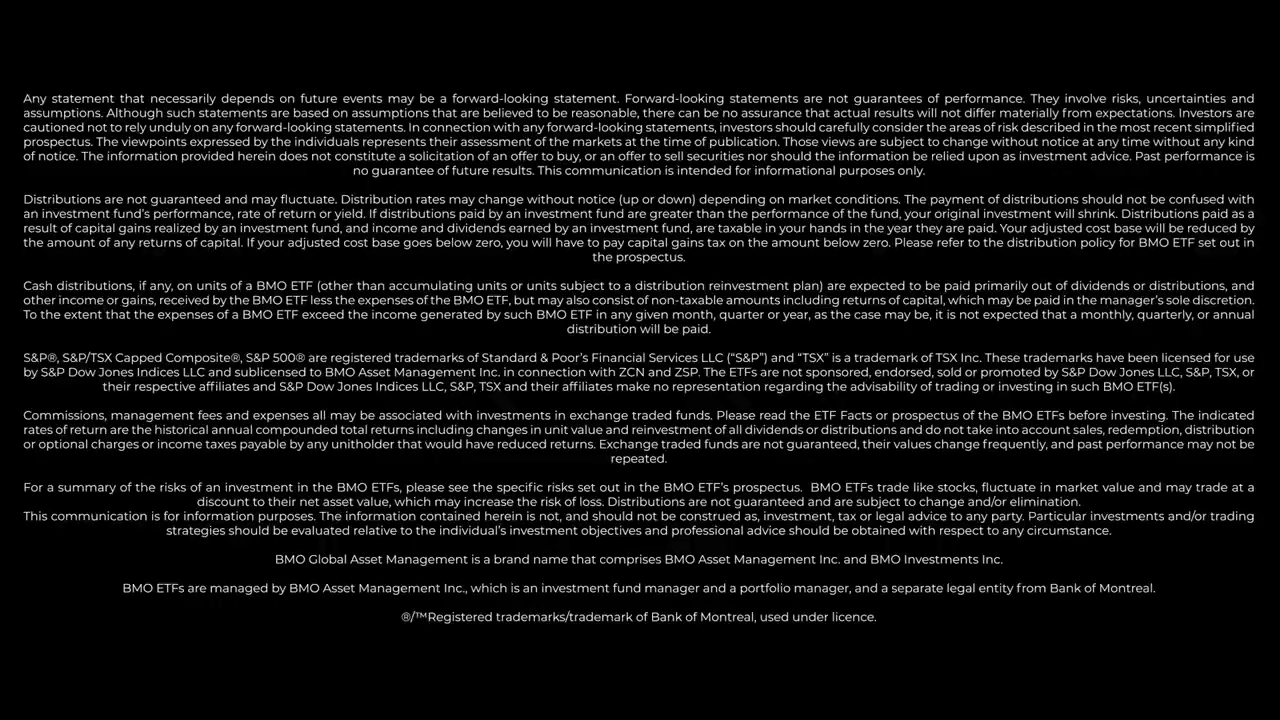 Any statement that necessarily depends on future events may be a forward-looking statement. Forward-looking statements are not guarantees of performance. They involve risks, uncertainties and
assumptions. Although such statements are based on assumptions that are believed to be reasonable, there can be no assurance that actual results will not differ materially from expectations. Investors are
cautioned not to rely unduly on any forward-looking statements. In connection with any forward-looking statements, investors should carefully consider the areas of risk described in the most recent simplified
prospectus. The viewpoints expressed by the individuals represents their assessment of the markets at the time of publication. Those views are subject to change without notice at any time without any kind
of notice. The information provided herein does not constitute a solicitation of an offer to buy, or an offer to sell securities nor should the information be relied upon as investment advice. Past performance is
no guarantee of future results. This communication is intended for informational purposes only.
Distributions are not guaranteed and may fluctuate. Distribution rates may change without notice (up or down) depending on market conditions. The payment of distributions should not be confused with
an investment fund's performance, rate of return or yield. If distributions paid by an investment fund are greater than the performance of the fund, your original investment will shrink. Distributions paid as a
result of capital gains realized by an investment fund, and income and dividends earned by an investment fund, are taxable in your hands in the year they are paid. Your adjusted cost base will be reduced by
the amount of any returns of capital. If your adjusted cost base goes below zero, you will have to pay capital gains tax on the amount below zero. Please refer to the distribution policy for BMO ETF set out in
the prospectus.
Cash distributions, if any, on units of a BMO ETF (other than accumulating units or units subject to a distribution reinvestment plan) are expected to be paid primarily out of dividends or distributions, and
other income or gains, received by the BMO ETF less the expenses of the BMO ETF, but may also consist of non-taxable amounts including returns of capital, which may be paid in the manager's sole discretion.
To the extent that the expenses of a BMO ETF exceed the income generated by such BMO ETF in any given month, quarter or year, as the case may be, it is not expected that a monthly, quarterly, or annual
distribution will be paid.
S&P®, S&P/TSX Capped Composite®, S&P 500® are registered trademarks of Standard & Poor's Financial Services LLC ("S&P") and "TSX" is a trademark of TSX Inc. These trademarks have been licensed for use
by S&P Dow Jones Indices LLC and sublicensed to BMO Asset Management Inc. in connection with ZCN and ZSP. The ETFs are not sponsored, endorsed, sold or promoted by S&P Dow Jones LLC, S&P, TSX, or
their respective affiliates and S&P Dow Jones Indices LLC, S&P, TSX and their affiliates make no representation regarding the advisability of trading or investing in such BMO ETF(s).
Commissions, management fees and expenses all may be associated with investments in exchange traded funds. Please read the ETF Facts or prospectus of the BMO ETFs before investing. The indicated
rates of return are the historical annual compounded total returns including changes in unit value and reinvestment of all dividends or distributions and do not take into account sales, redemption, distribution
or optional charges or income taxes payable by any unitholder that would have reduced returns. Exchange traded funds are not guaranteed, their values change frequently, and past performance may not be
repeated.
For a summary of the risks of an investment in the BMO ETFs, please see the specific risks set out in the BMO ETF's prospectus.  BMO ETFs trade like stocks, fluctuate in market value and may trade at a
discount to their net asset value, which may increase the risk of loss. Distributions are not guaranteed and are subject to change and/or elimination.
This communication is for information purposes. The information contained herein is not, and should not be construed as, investment, tax or legal advice to any party. Particular investments and/or trading
strategies should be evaluated relative to the individual's investment objectives and professional advice should be obtained with respect to any circumstance.
BMO Global Asset Management is a brand name that comprises BMO Asset Management Inc. and BMO Investments Inc.
BMO ETFs are managed by BMO Asset Management Inc., which is an investment fund manager and a portfolio manager, and a separate legal entity from Bank of Montreal.
®/™Registered trademarks/trademark of Bank of Montreal, used under licence.